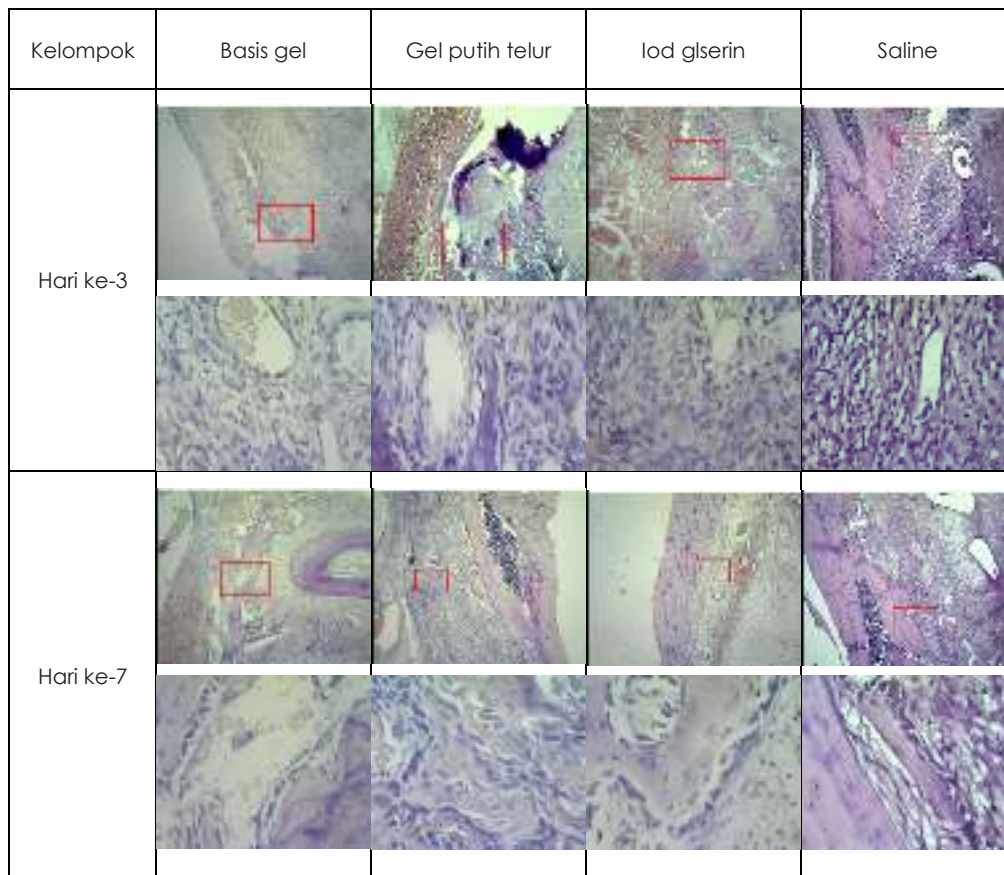 Kelompok Basis gel Gel putih telur Iod glserin Saline
Hari ke-3
Hari ke-7